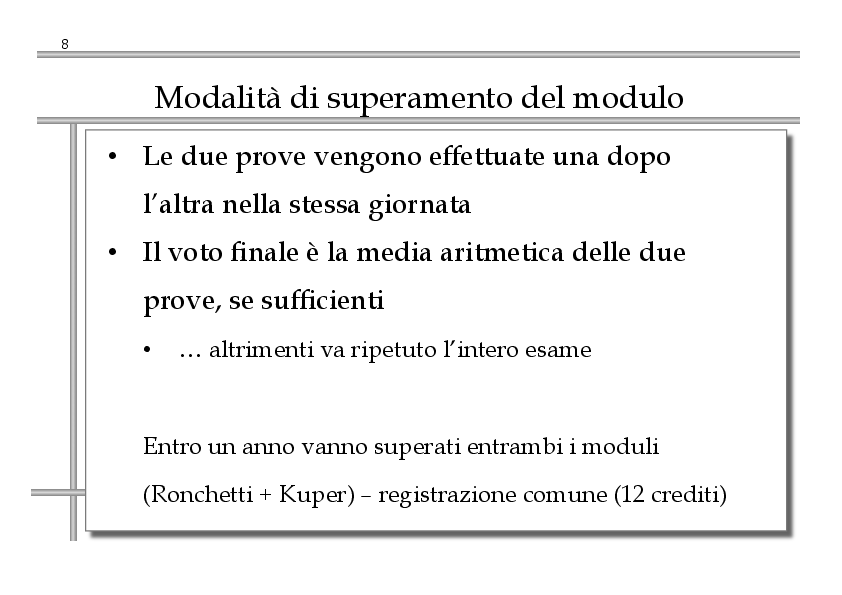 8
Modalità di superamento del modulo
• Le due prove vengono effettuate una dopo
l’altra nella stessa giornata
• Il voto finale è la media aritmetica delle due
prove, se sufficienti
• … altrimenti va ripetuto l’intero esame
Entro un anno vanno superati entrambi i moduli
(Ronchetti + Kuper) – registrazione comune (12 crediti)